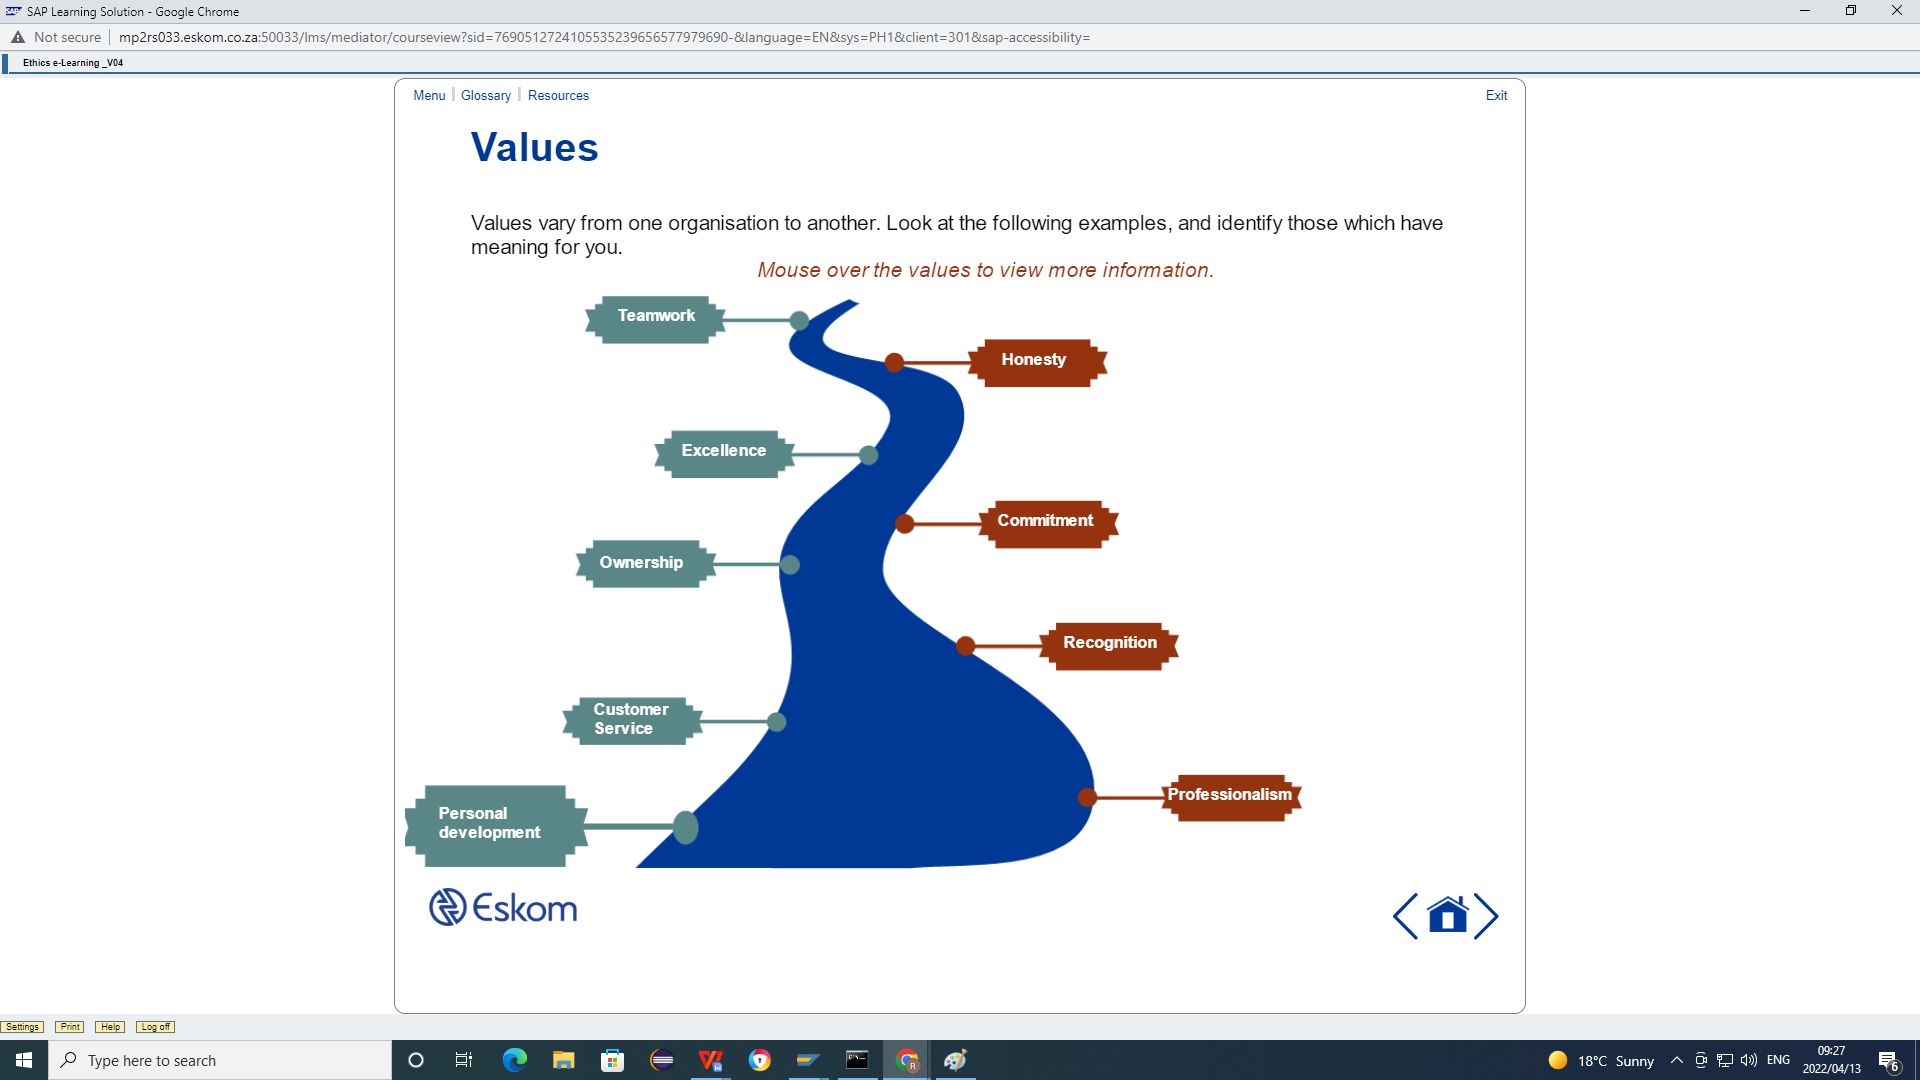 SAP Learning Solution - Google Chrome
Not secure mp2rs033.eskom.co.za:50033/lms/mediator/courseview?sid=7690512724105535239656577979690-&language=EN&sys=PH1&client=301&sap-accessibility=
Ethics e-Learning _V04
Menu Glossary Resources Exit
Values
Values vary from one organisation to another. Look at the following examples, and identify those which have
meaning for you.
Mouse over the values to view more information.
Teamwork
Honesty
Excellence
Commitment
Ownership
Recognition
Customer
Service
Professionalism
Personal
development
Eskom
Settings Print Help Log off
Type here to search
18°C Sunny ENG
09:27
2022/04/13
6